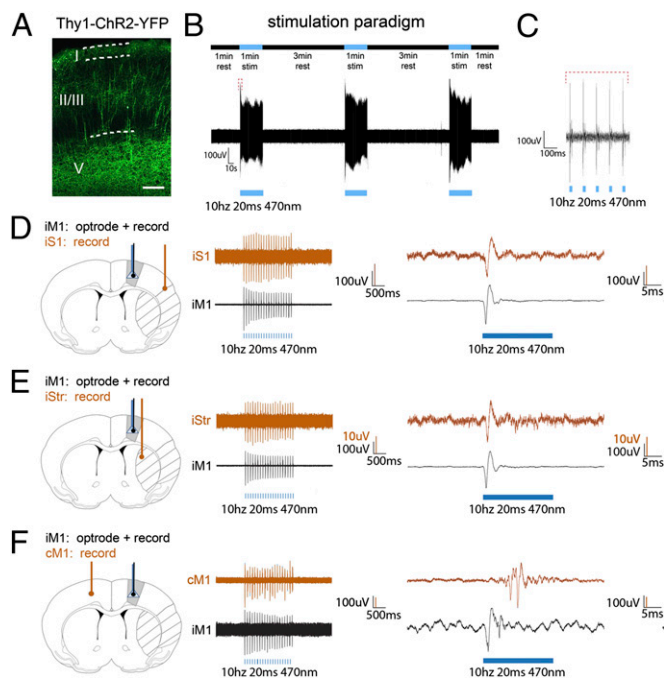 A Thy1-ChR2-YFP
I
II/III
V
B stimulation paradigm
1min rest 1min stim 3min rest 1min stim 3min rest 1min stim 1min rest
100uV
10s
10hz 20ms 470nm
C
100uV
100ms
D iM1: optrode + record
iS1: record
iS1
iM1
100uV
500ms
10hz 20ms 470nm
100uV
5ms
10hz 20ms 470nm
E iM1: optrode + record
iStr: record
iStr
iM1
10uV
100uV
500ms
10hz 20ms 470nm
10uV
100uV
5ms
10hz 20ms 470nm
F iM1: optrode + record
cM1: record
cM1
iM1
100uV
500ms
10hz 20ms 470nm
100uV
5ms
10hz 20ms 470nm